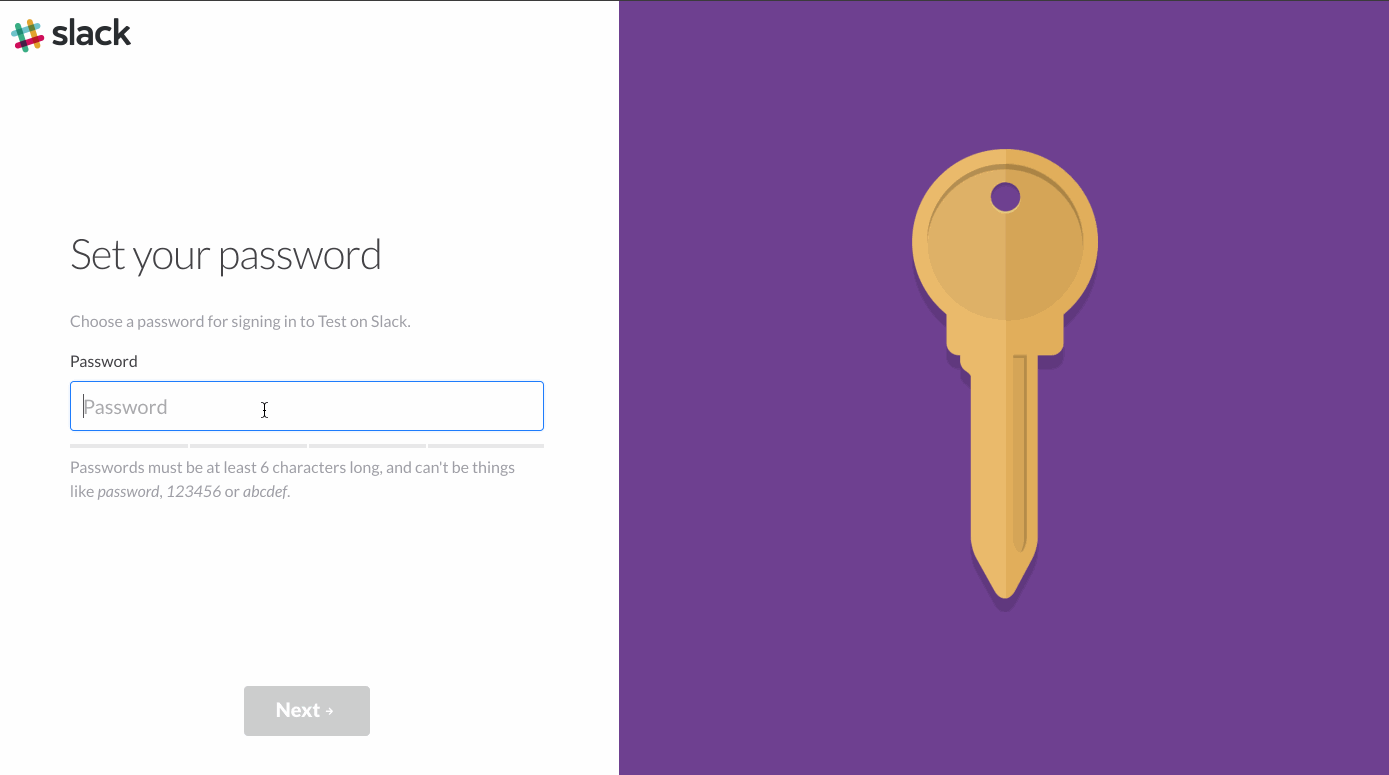 slack
Set your password
Choose a password for signing in to Test on Slack.
Password
Password
Passwords must be at least 6 characters long, and can't be things
like password, 123456 or abcdef.
Next →